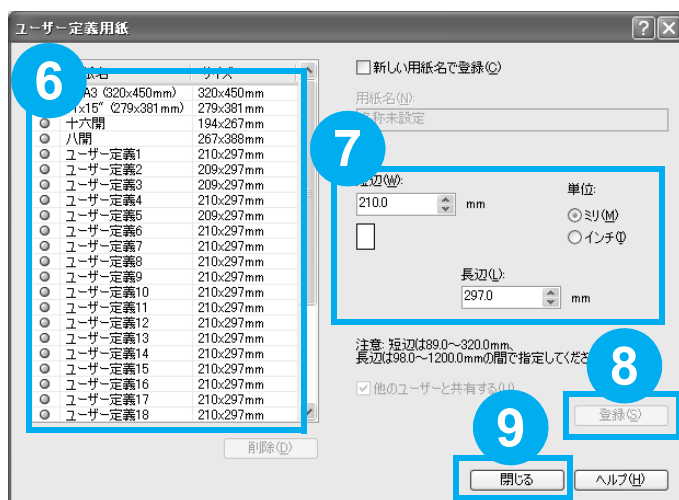 ユーザー定義用紙
6
紙名 サイズ
A3 (320x450mm) 320x450mm
x15" (279x381mm) 279x381mm
十六開 194x267mm
八開 267x388mm
ユーザー定義1 210x297mm
ユーザー定義2 209x297mm
ユーザー定義3 209x297mm
ユーザー定義4 210x297mm
ユーザー定義5 209x297mm
ユーザー定義6 210x297mm
ユーザー定義7 210x297mm
ユーザー定義8 210x297mm
ユーザー定義9 210x297mm
ユーザー定義10 210x297mm
ユーザー定義11 210x297mm
ユーザー定義12 210x297mm
ユーザー定義13 210x297mm
ユーザー定義14 210x297mm
ユーザー定義15 210x297mm
ユーザー定義16 210x297mm
ユーザー定義17 210x297mm
ユーザー定義18 210x297mm
削除(D)
新しい用紙名で登録(C)
用紙名(N):
名称未設定
7
短辺(W):
210.0 mm
単位:
ミリ(M)
インチ(I)
長辺(L):
297.0 mm
注意: 短辺は89.0～320.0mm、
長辺は98.0～1200.0mmの間で指定してくださ
他のユーザーと共有する(U)
8
登録(S)
9
閉じる
ヘルプ(H)